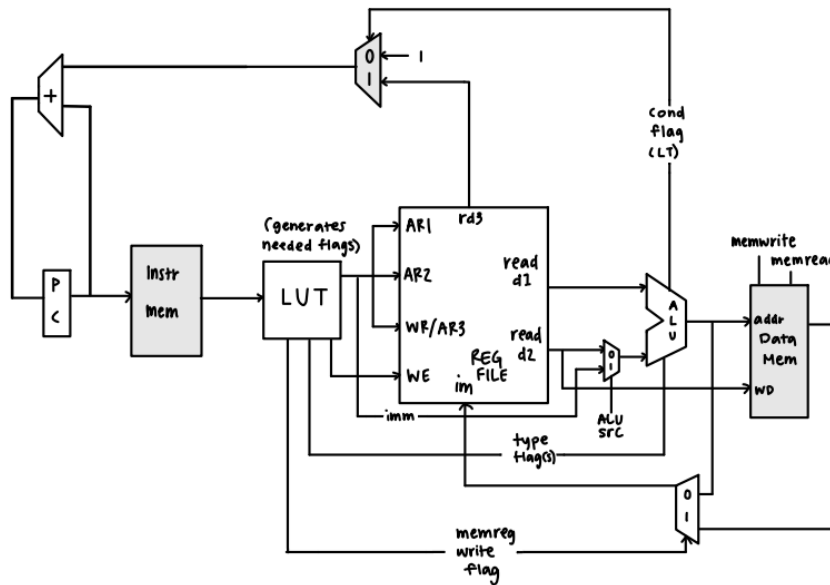 0
1
1
+
cond
flag
(LT)
(generates
needed flags)
AR1
rd3
read
d1
memwrite
memread
P
C
Instr
mem
LUT
AR2
ALU
addr
Data
Mem
WR/AR3
read
d2
0
1
REG
FILE
WE
im
WD
imm
ALU
SRC
type
flag(s)
0
1
memreg
write
flag